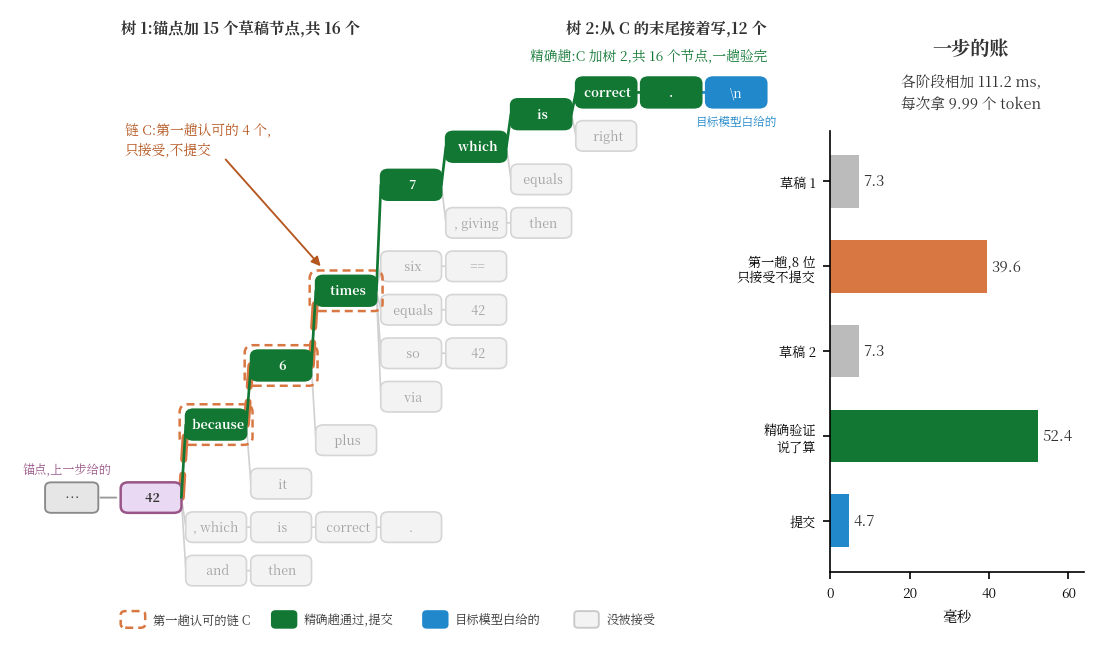 树 1:锚点加 15 个草稿节点,共 16 个
树 2:从 C 的末尾接着写,12 个
精确趟:C 加树 2,共 16 个节点,一趟验完
correct
.
\n
目标模型白给的
is
right
链 C:第一趟认可的 4 个,
只接受,不提交
which
equals
7
, giving
then
six
==
times
equals
42
so
42
6
via
because
plus
锚点,上一步给的
it
…
42
, which
is
correct
.
and
then
第一趟认可的链 C
精确趟通过,提交
目标模型白给的
没被接受
一步的账
各阶段相加 111.2 ms,
每次拿 9.99 个 token
草稿 1
7.3
第一趟,8 位
只接受不提交
39.6
草稿 2
7.3
精确验证
说了算
52.4
提交
4.7
0
20
40
60
毫秒